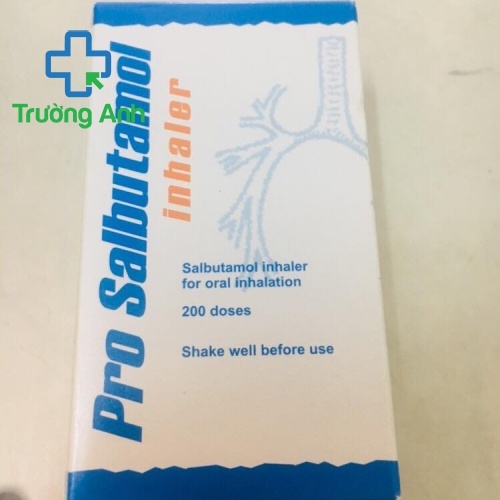 Trường Anh
Pro Salbutamol
inhaler
Salbutamol inhaler
for oral inhalation
200 doses
Shake well before use